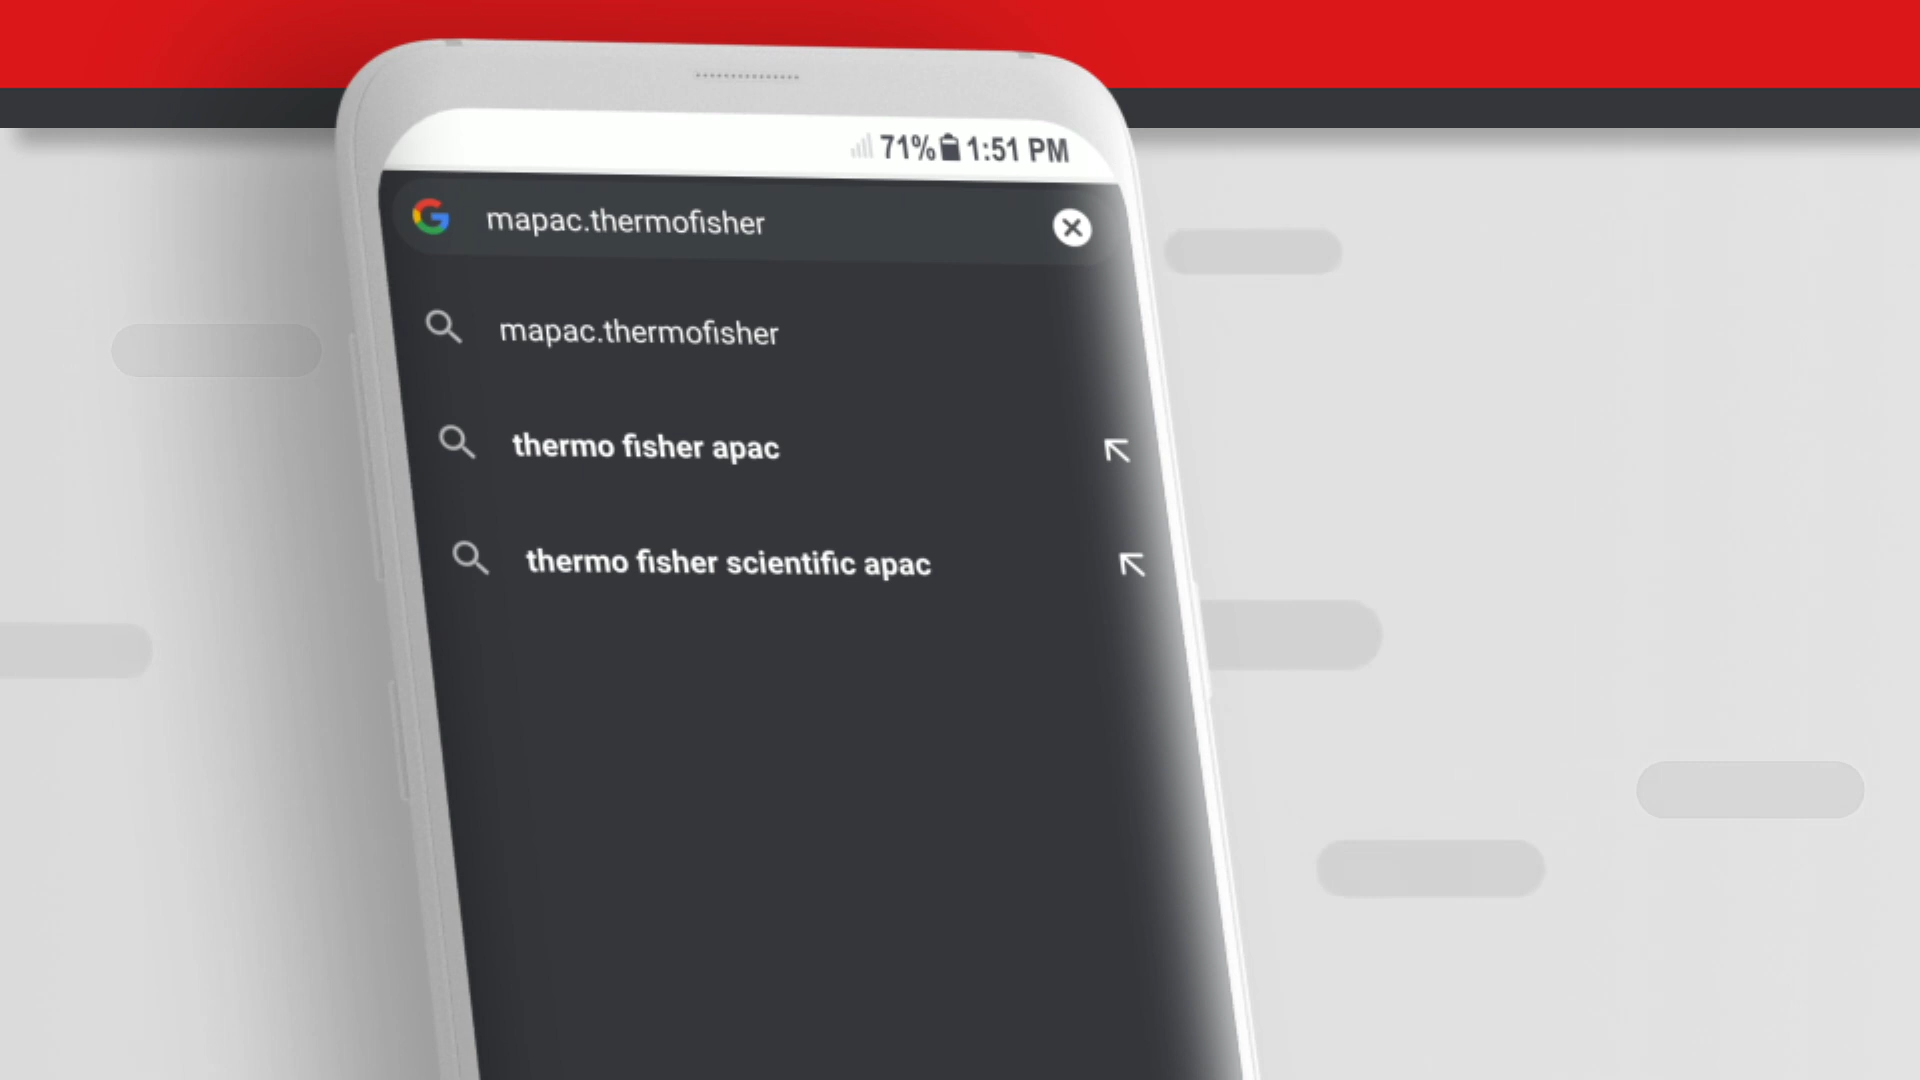 71% 1:51 PM
mapac.thermofisher
mapac.thermofisher
thermo fisher apac
thermo fisher scientific apac